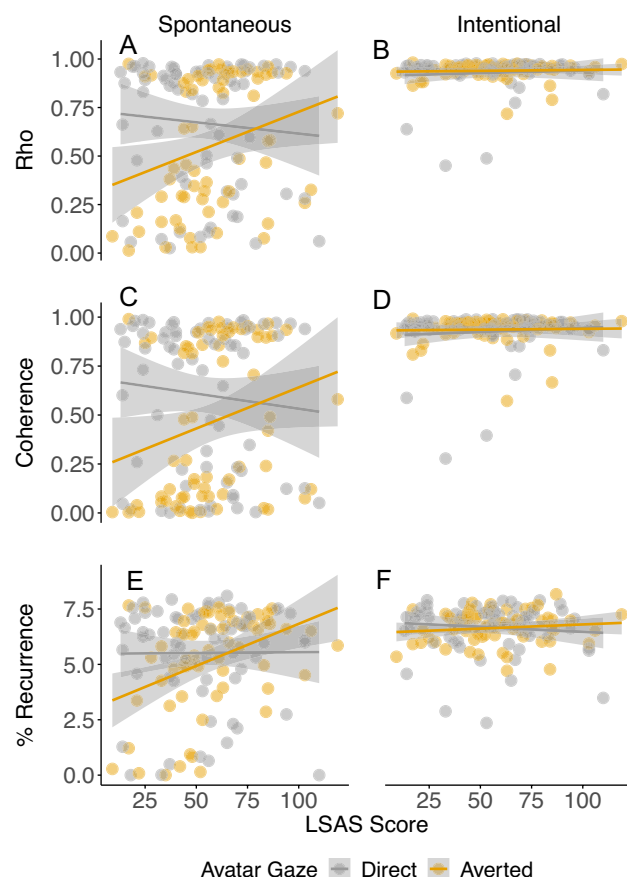 Spontaneous Intentional
A B
1.00
0.75
0.50
0.25
0.00
Rho
C D
1.00
0.75
0.50
0.25
0.00
Coherence
E F
7.5
5.0
2.5
0.0
% Recurrence
25 50 75 100 25 50 75 100
LSAS Score
Avatar Gaze Direct Averted